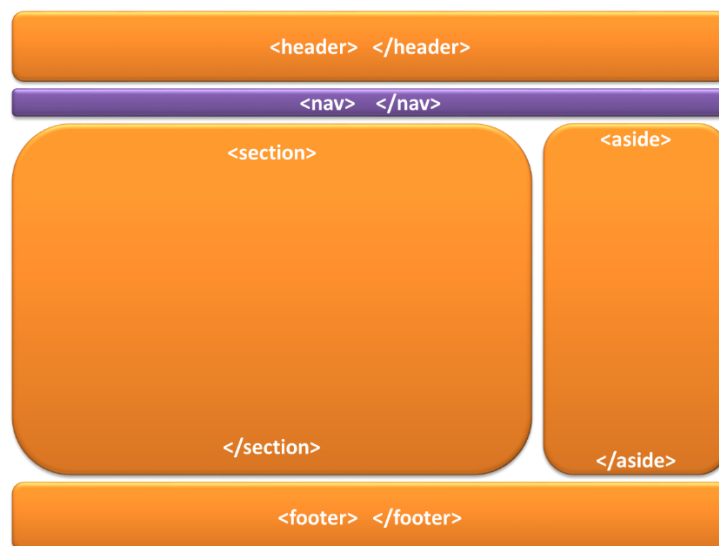 <header> </header>
<nav> </nav>
<section>
<aside>
</section>
</aside>
<footer> </footer>